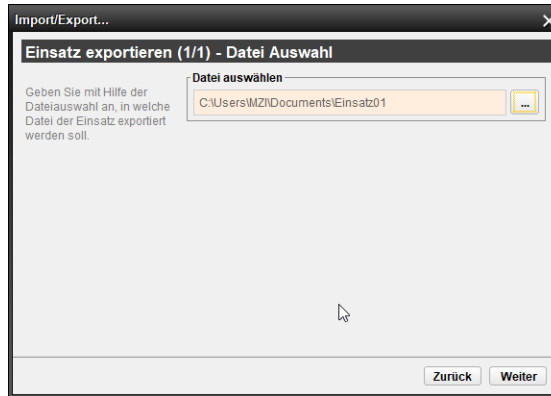 Import/Export...
Einsatz exportieren (1/1) - Datei Auswahl
Geben Sie mit Hilfe der
Dateiauswahl an, in welche
Datei der Einsatz exportiert
werden soll.
Datei auswählen
C:\Users\MZI\Documents\Einsatz01
...
Zurück
Weiter